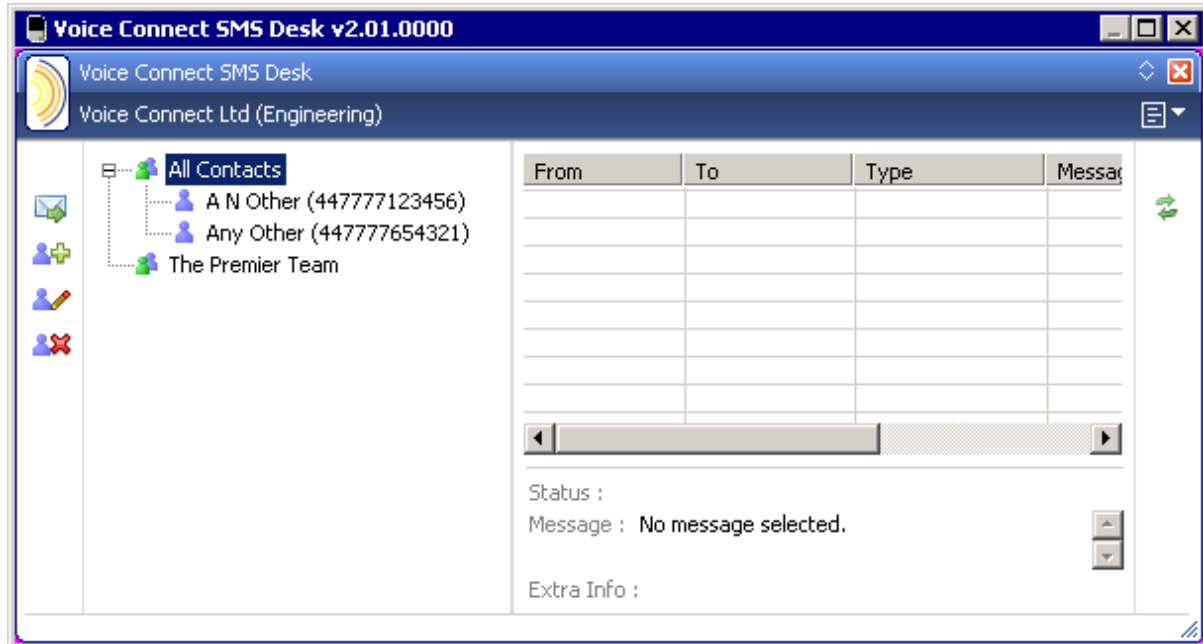 Voice Connect SMS Desk v2.01.0000
Voice Connect SMS Desk
Voice Connect Ltd (Engineering)
All Contacts
A N Other (447777123456)
Any Other (447777654321)
The Premier Team
From To Type Messag
Status :
Message : No message selected.
Extra Info :